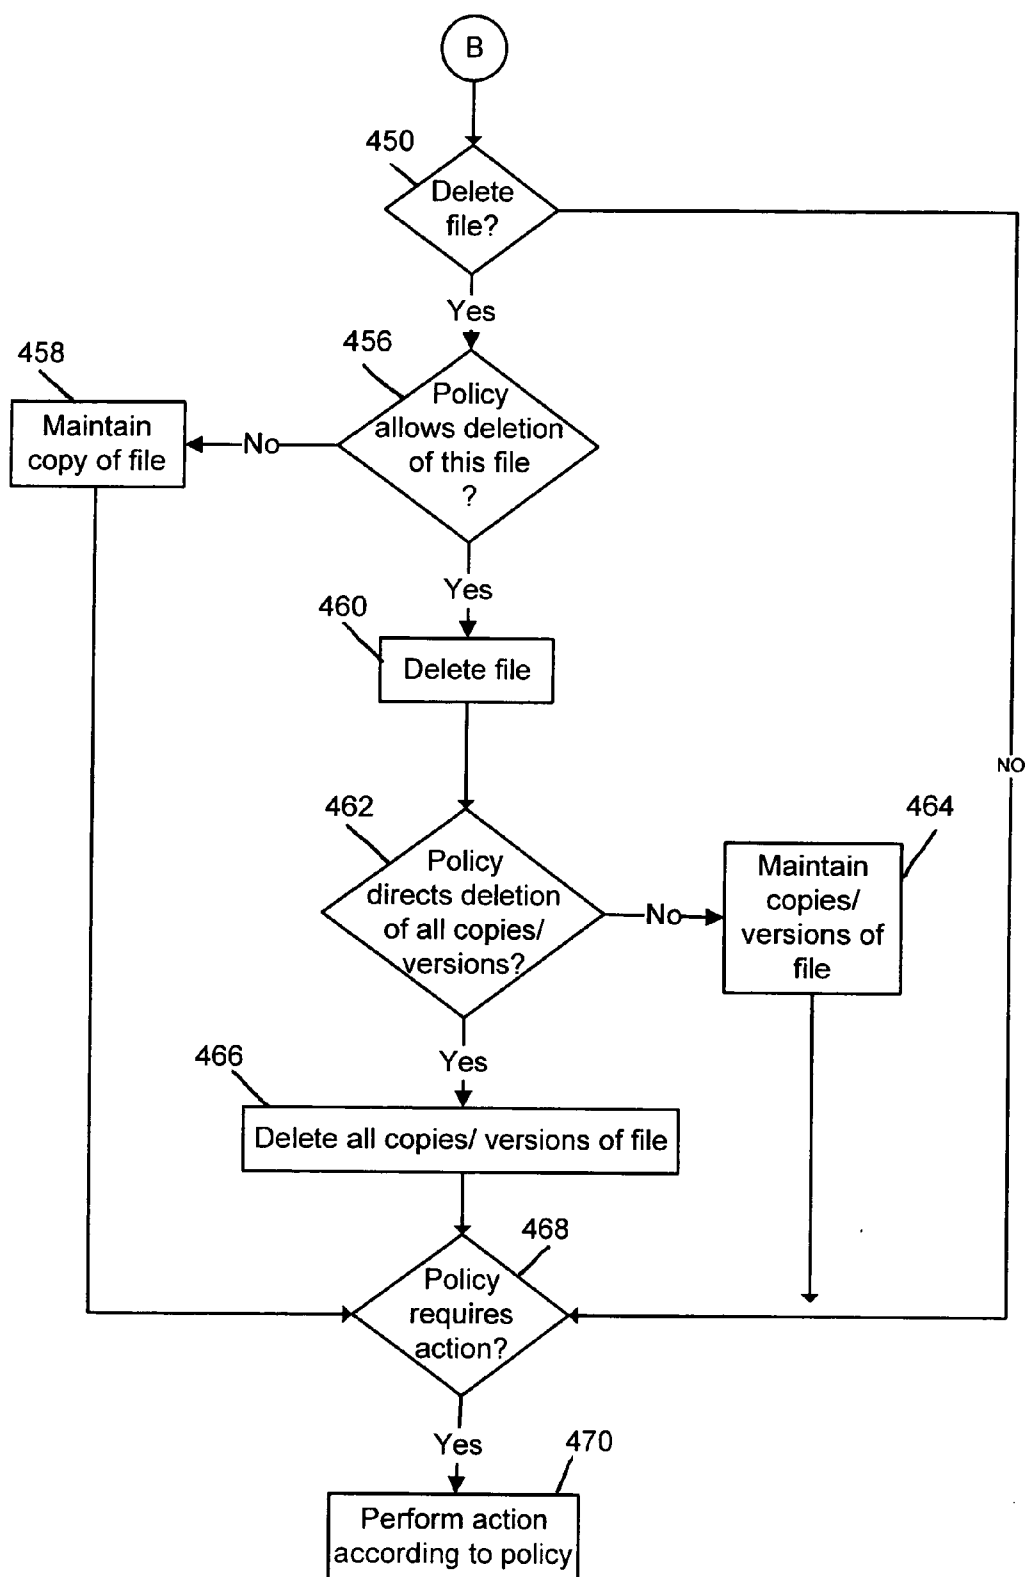 B
450
Delete
file?
Yes
458
456
Maintain
copy of file
No
Policy
allows deletion
of this file
?
Yes
460
Delete file
NO
462
464
Policy
directs deletion
of all copies/
versions?
No
Maintain
copies/
versions of
file
Yes
466
Delete all copies/ versions of file
468
Policy
requires
action?
Yes
470
Perform action
according to policy